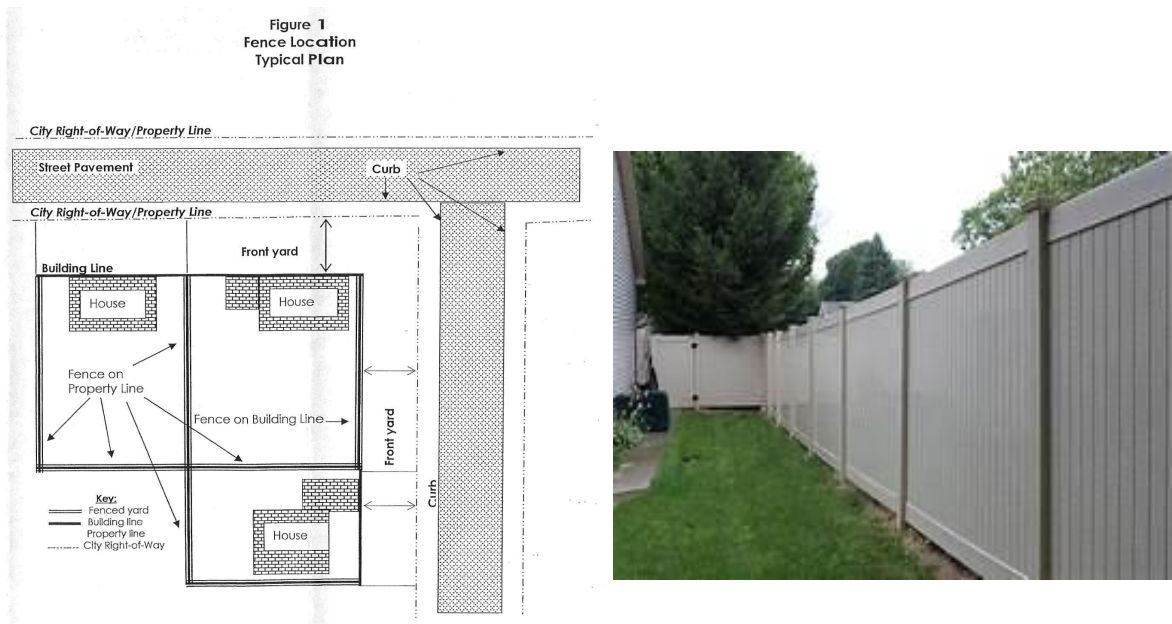 Figure 1
Fence Location
Typical Plan
City Right-of-Way/Property Line
Street Pavement
Curb
City Right-of-Way/Property Line
Front yard
Building Line
House
House
Fence on
Property Line
Fence on Building Line
Front yard
Curb
Key:
Fenced yard
Building line
Property line
City Right-of-Way
House